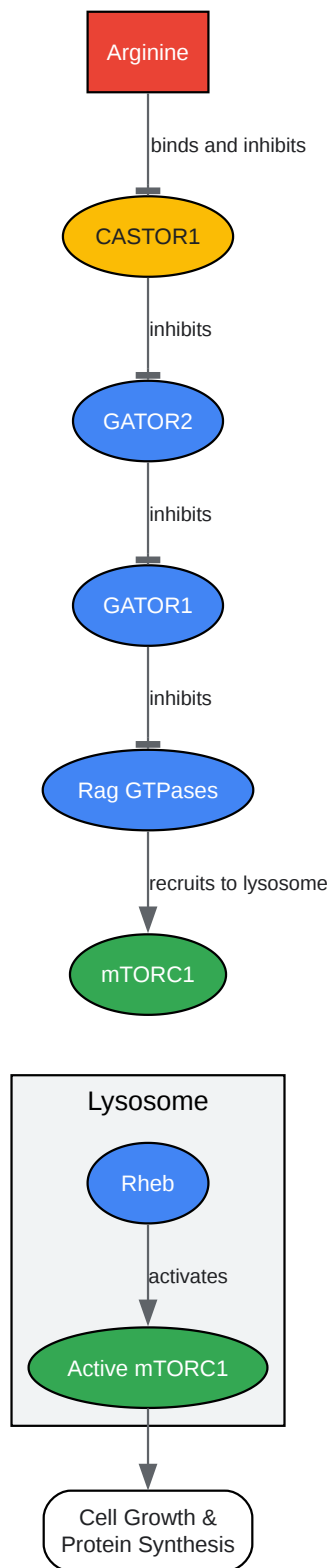 Arginine
binds and inhibits
CASTOR1
inhibits
GATOR2
inhibits
GATOR1
inhibits
Rag GTPases
recruits to lysosome
mTORC1
Lysosome
Rheb
activates
Active mTORC1
Cell Growth &
Protein Synthesis